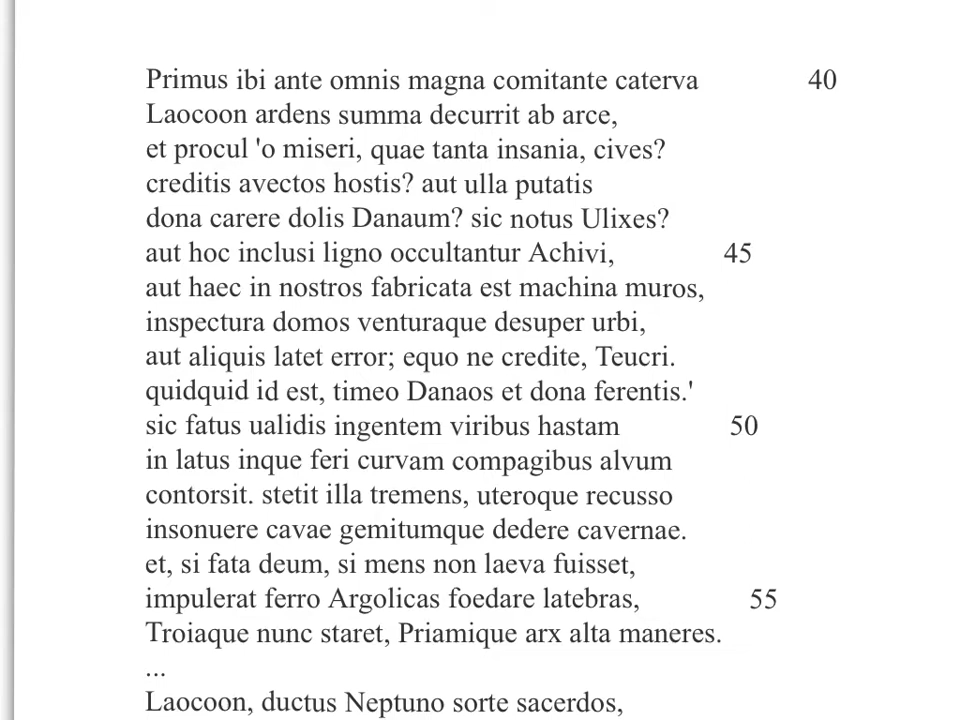 Primus ibi ante omnis magna comitante caterva 40
Laocoon ardens summa decurrit ab arce,
et procul 'o miseri, quae tanta insania, cives?
creditis avectos hostis? aut ulla putatis
dona carere dolis Danaum? sic notus Ulixes?
aut hoc inclusi ligno occultantur Achivi, 45
aut haec in nostros fabricata est machina muros,
inspectura domos venturaque desuper urbi,
aut aliquis latet error; equo ne credite, Teucri.
quidquid id est, timeo Danaos et dona ferentis.'
sic fatus ualidis ingentem viribus hastam 50
in latus inque feri curvam compagibus alvum
contorsit. stetit illa tremens, uteroque recusso
insonuere cavae gemitumque dedere cavernae.
et, si fata deum, si mens non laeva fuisset,
impulerat ferro Argolicas foedare latebras, 55
Troiaque nunc staret, Priamique arx alta maneres.
...
Laocoon, ductus Neptuno sorte sacerdos,